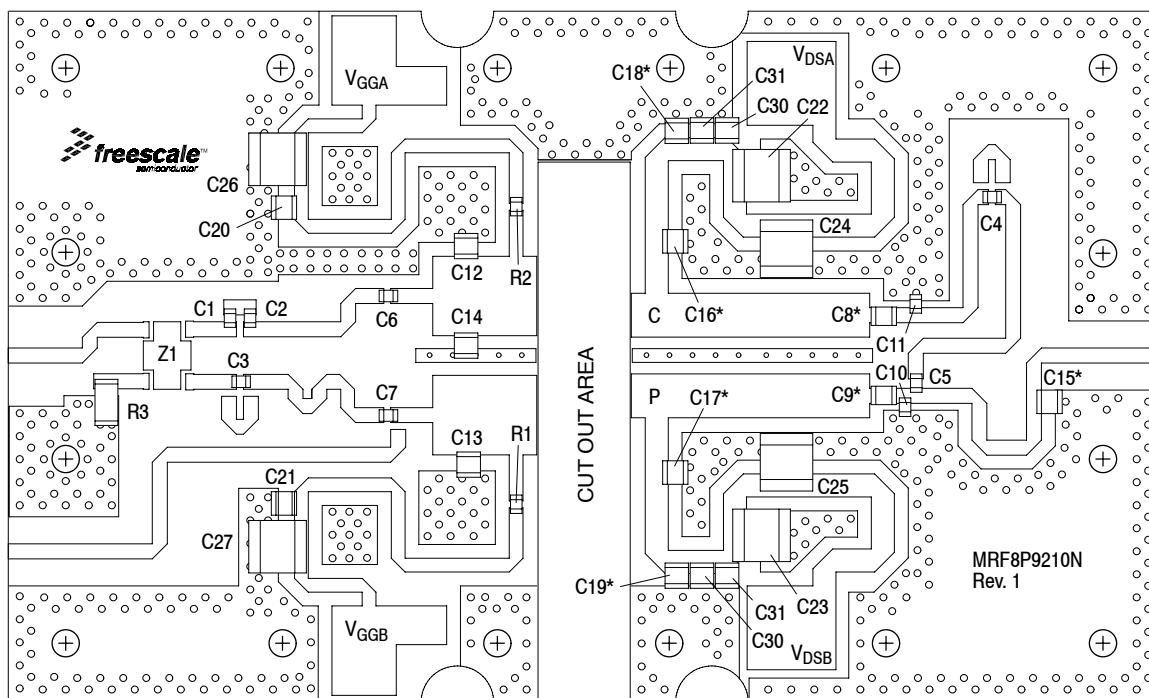 VGGA
VDSA
C18*
C31
C30
C22
freescale™
semiconductor
C26
C20
C4
C24
C12
R2
C16*
C1
C2
C6
C14
C
C8*
C11
Z1
C3
C7
C10
C5
C15*
R3
P
C9*
C17*
C13
R1
CUT OUT AREA
C21
C25
C27
MRF8P9210N
Rev. 1
C19*
C31
C23
C30
VGGB
VDSB